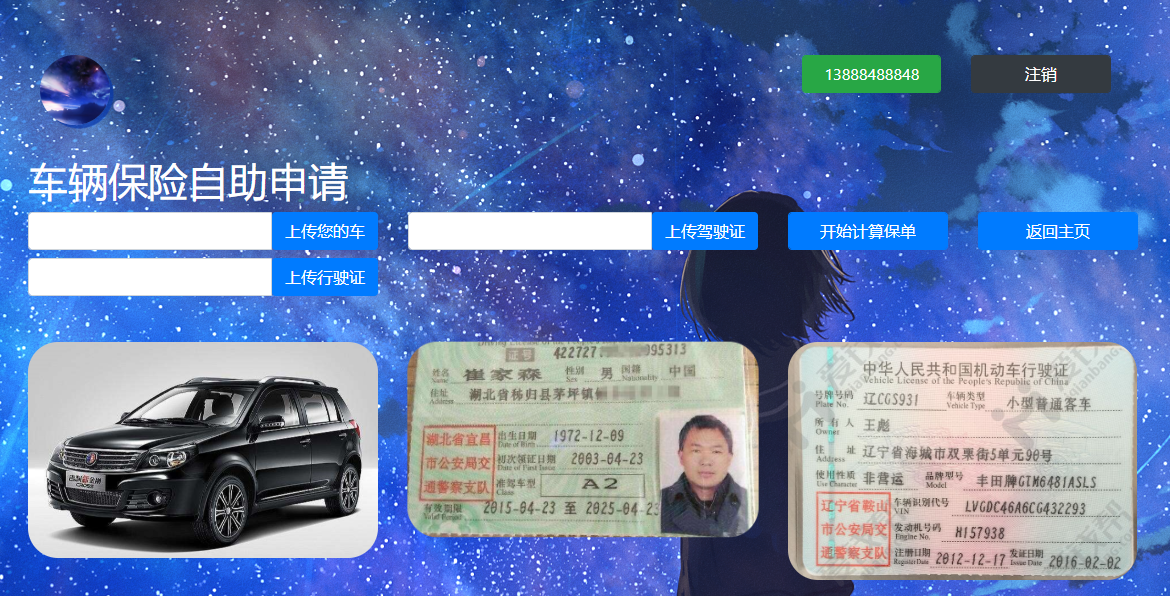 13888488848
注销
车辆保险自助申请
上传您的车
上传驾驶证
开始计算保单
返回主页
上传行驶证
Driving License of the People's
证号 422727 095313
姓名 崔家森 性别 男 国籍 中国
Name Sex Nationality
住址 湖北省秭归县茅坪镇
Address
湖北省宜昌
市公安局交
通警察支队
出生日期 1972-12-09
Date of Birth
初次领证日期 2003-04-23
Date of First Issue
准驾车型 A2
Class
有效期限 2015-04-23 至 2025-04-23
Valid Period
中华人民共和国机动车行驶证
Vehicle License of the People's Republic of China
号牌号码 辽CGS931 车辆类型 小型普通客车
Plate No. Vehicle Type
所有人 王彪
Owner
住址 辽宁省海城市双栗街5单元90号
Address
使用性质 非营运 品牌型号 丰田牌GTM6481ASLS
Use Character Model
辽宁省鞍山
市公安局交
通警察支队
车辆识别代号 LVGDC46A6CG432293
VIN
发动机号码 H157938
Engine No.
注册日期 2012-12-17 发证日期 2016-02-02
Register Date Issue Date